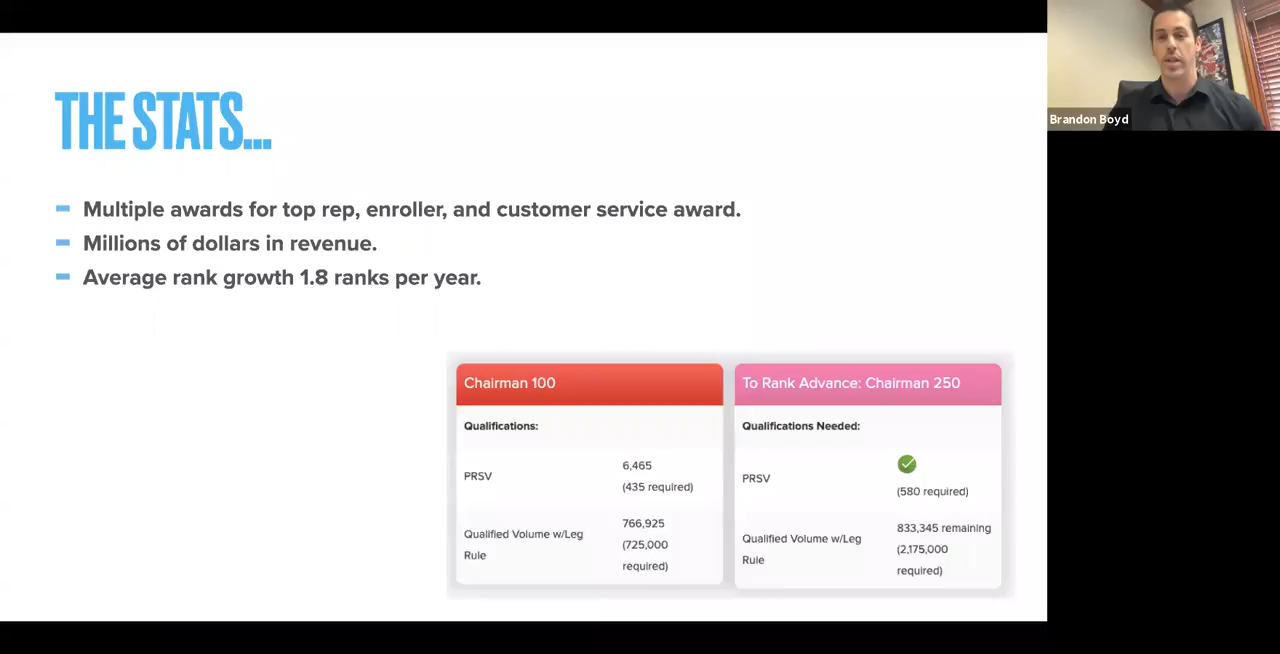 THE STATS...
Multiple awards for top rep, enroller, and customer service award.
Millions of dollars in revenue.
Average rank growth 1.8 ranks per year.
Chairman 100
Qualifications:
PRSV
6,465
(435 required)
Qualified Volume w/Leg
Rule
766,925
(725,000
required)
To Rank Advance: Chairman 250
Qualifications Needed:
PRSV
(580 required)
Qualified Volume w/Leg
Rule
833,345 remaining
(2,175,000
required)
Brandon Boyd